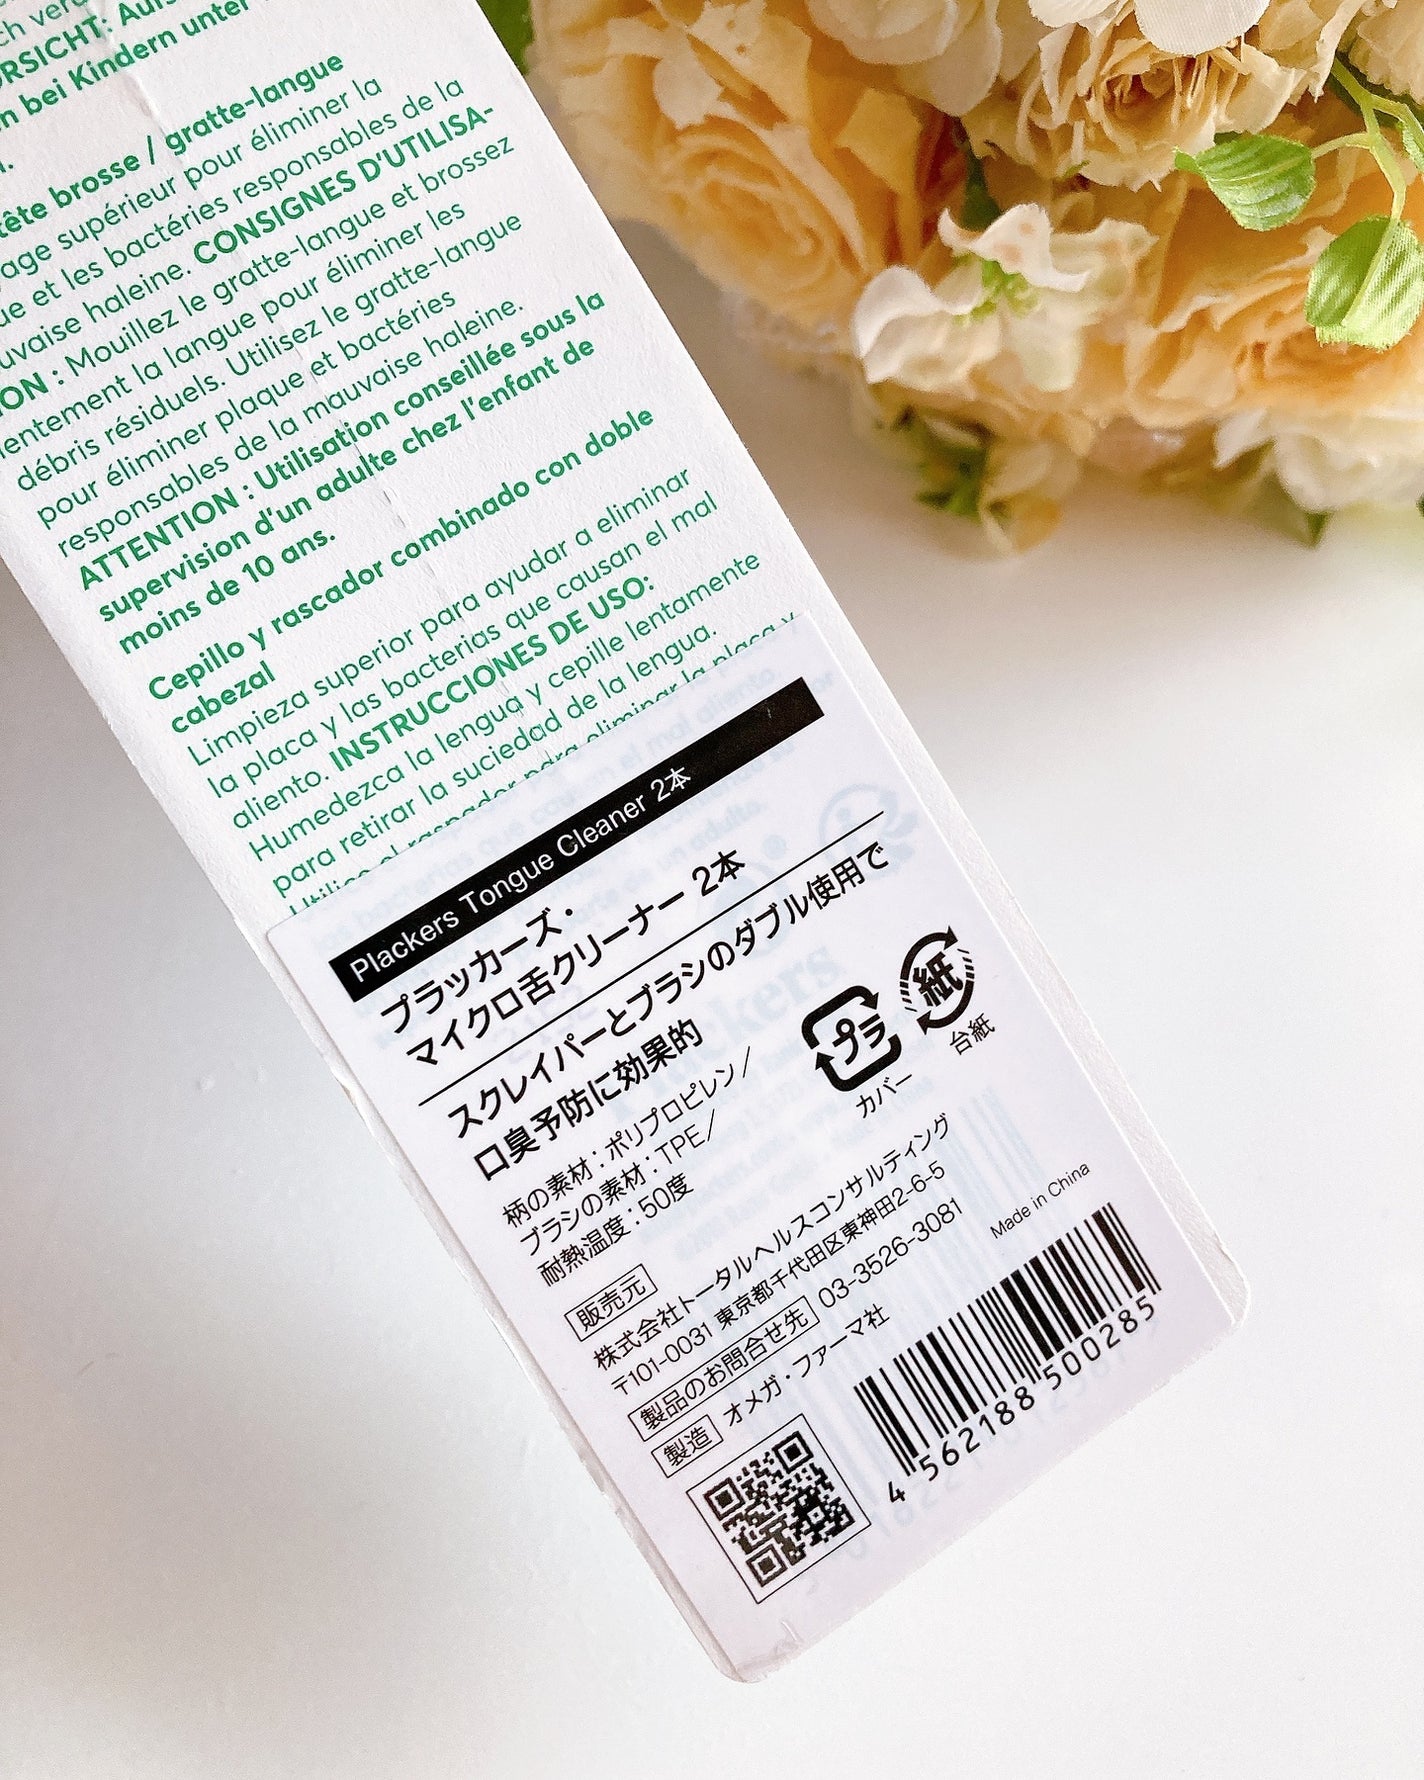 ORSICHT:
n bei Kindern unter
tête brosse / gratte-langue
age supérieur pour éliminer la
ue et les bactéries responsables de la
uvaise haleine. CONSIGNES D'UTILISA-
ION : Mouillez le gratte-langue et brossez
lentement la langue pour éliminer les
débris résiduels. Utilisez le gratte-langue
pour éliminer plaque et bactéries
responsables de la mauvaise haleine.
ATTENTION : Utilisation conseillée sous la
supervision d'un adulte chez l'enfant de
moins de 10 ans.
Cepillo y rascador combinado con doble
cabezal
Limpieza superior para ayudar a eliminar
la placa y las bacterias que causan el mal
aliento. INSTRUCCIONES DE USO:
Humedezca la lengua y cepille lentamente
para retirar la suciedad de la lengua.
Utilice el raspador para eliminar la placa y
Plackers Tongue Cleaner 2本
プラッカーズ・
マイクロ舌クリーナー 2本
スクレイパーとブラシのダブル使用で
口臭予防に効果的
柄の素材：ポリプロピレン/
ブラシの素材：TPE/
耐熱温度：50度
プラ
カバー
紙
台紙
販売元
株式会社トータルヘルスコンサルティング
〒101-0031 東京都千代田区東神田2-6-5
製品のお問合せ先 03-3526-3081
製造 オメガ・ファーマ社
Made in China
4 562188 500285